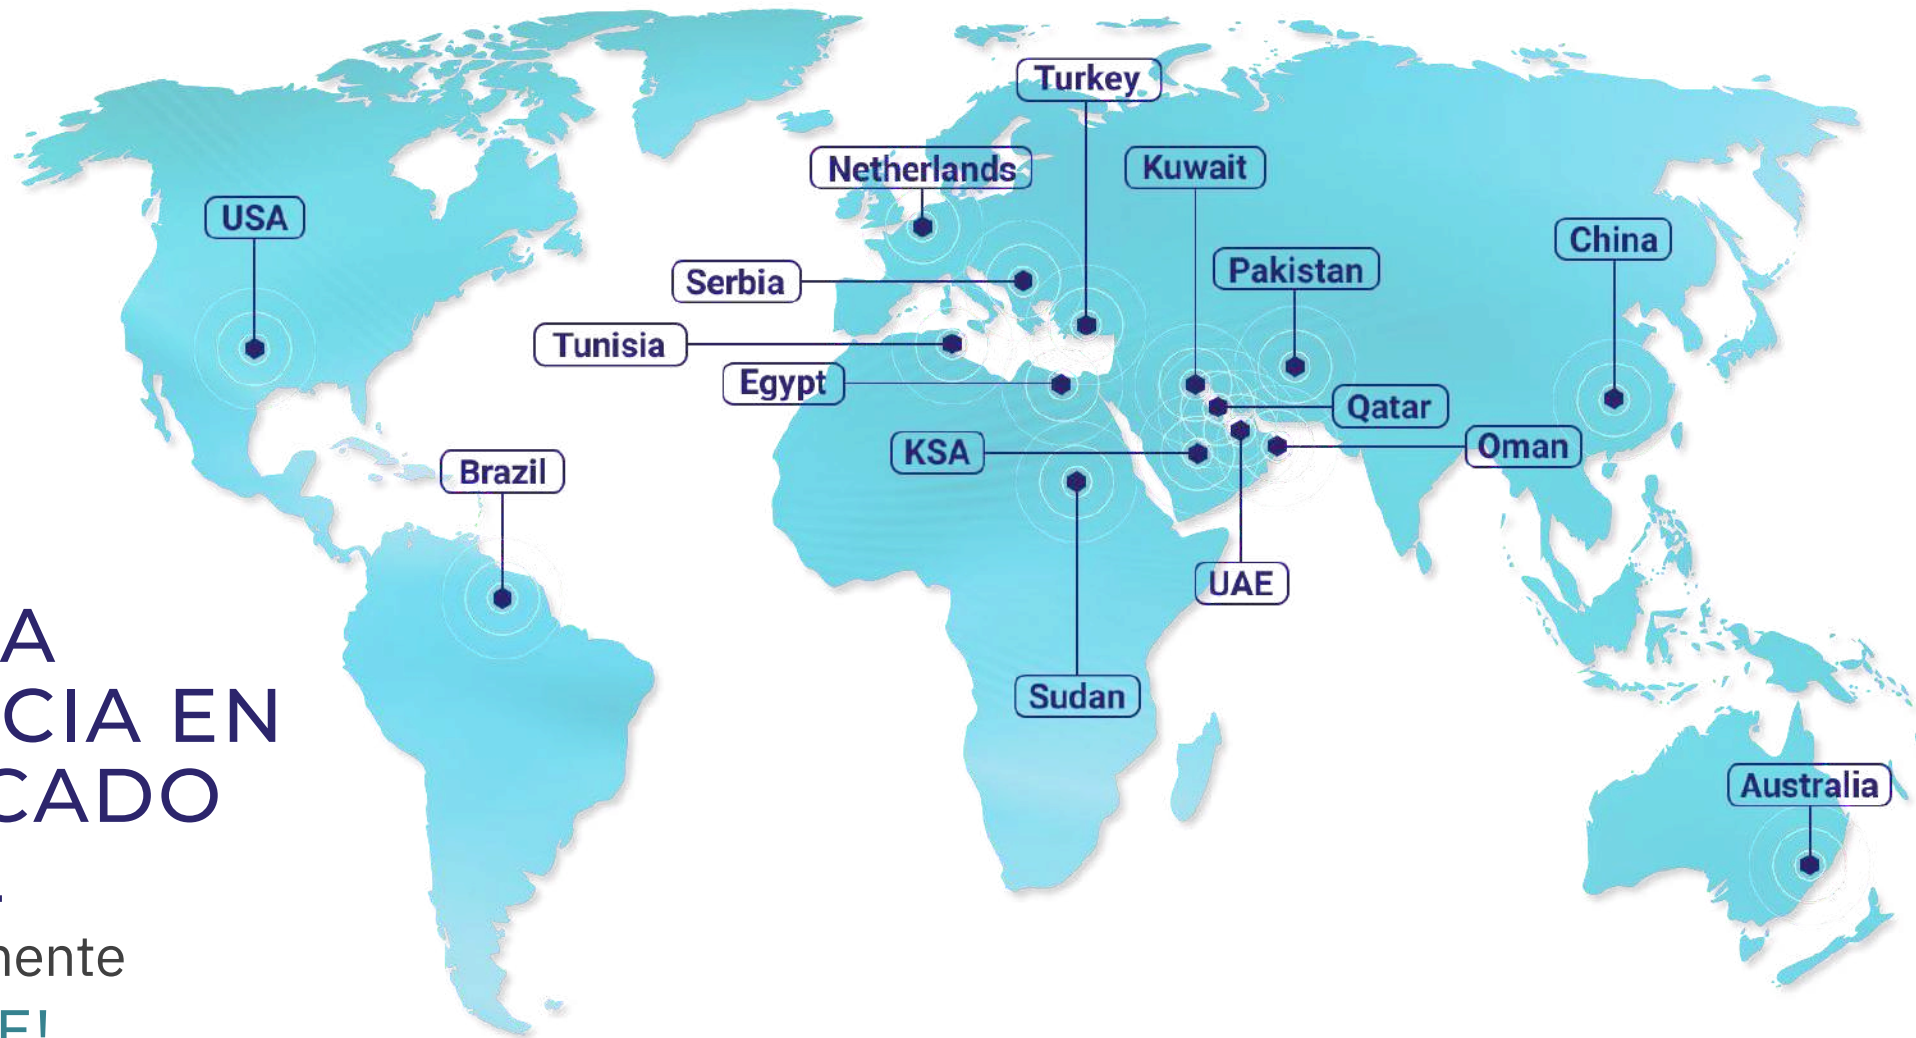 Turkey
Netherlands
Kuwait
USA
China
Pakistan
Serbia
Tunisia
Egypt
Qatar
KSA
Oman
Brazil
UAE
Sudan
Australia
A
CIA EN
CADO
mente
E!